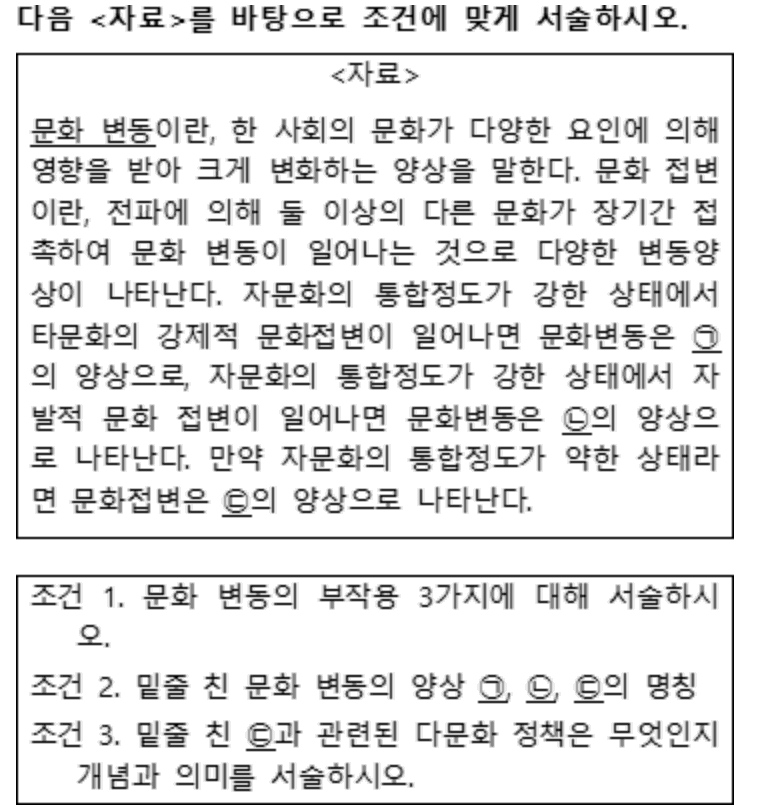 다음 <자료>를 바탕으로 조건에 맞게 서술하시오.
<자료>
문화 변동이란, 한 사회의 문화가 다양한 요인에 의해
영향을 받아 크게 변화하는 양상을 말한다. 문화 접변
이란, 전파에 의해 둘 이상의 다른 문화가 장기간 접
촉하여 문화 변동이 일어나는 것으로 다양한 변동양
상이 나타난다. 자문화의 통합정도가 강한 상태에서
타문화의 강제적 문화접변이 일어나면 문화변동은 ㉠
의 양상으로, 자문화의 통합정도가 강한 상태에서 자
발적 문화 접변이 일어나면 문화변동은 ㉡의 양상으
로 나타난다. 만약 자문화의 통합정도가 약한 상태라
면 문화접변은 ㉢의 양상으로 나타난다.
조건 1. 문화 변동의 부작용 3가지에 대해 서술하시
오.
조건 2. 밑줄 친 문화 변동의 양상 ㉠, ㉡, ㉢의 명칭
조건 3. 밑줄 친 ㉢과 관련된 다문화 정책은 무엇인지
개념과 의미를 서술하시오.